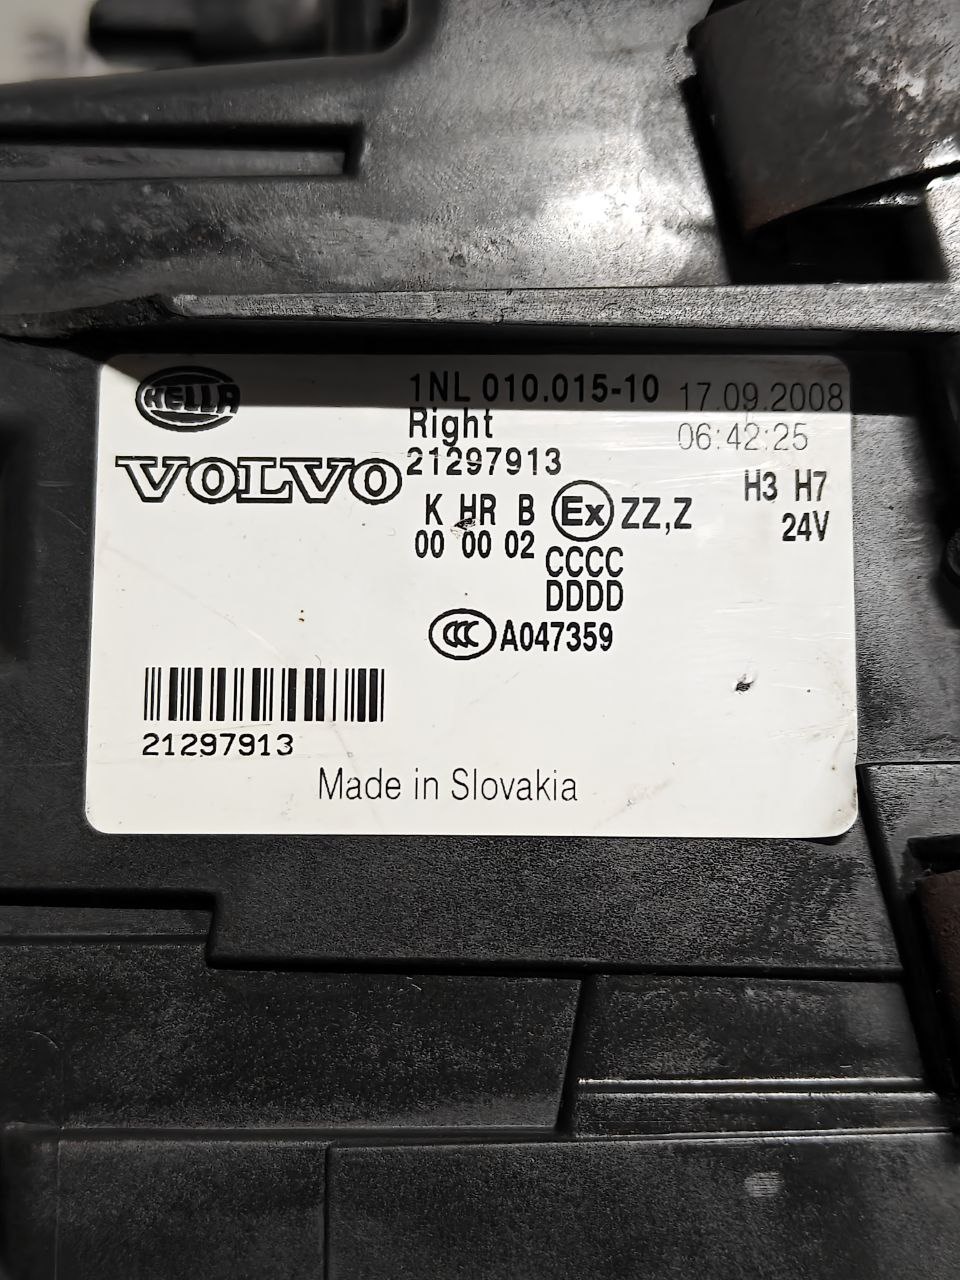 HELLA
1NL 010.015-10 17.09.2008
Right 06:42:25
VOLVO 21297913
H3 H7
K HR B Ex ZZ,Z
24V
00 00 02 CCCC
DDDD
CCC A047359
21297913
Made in Slovakia